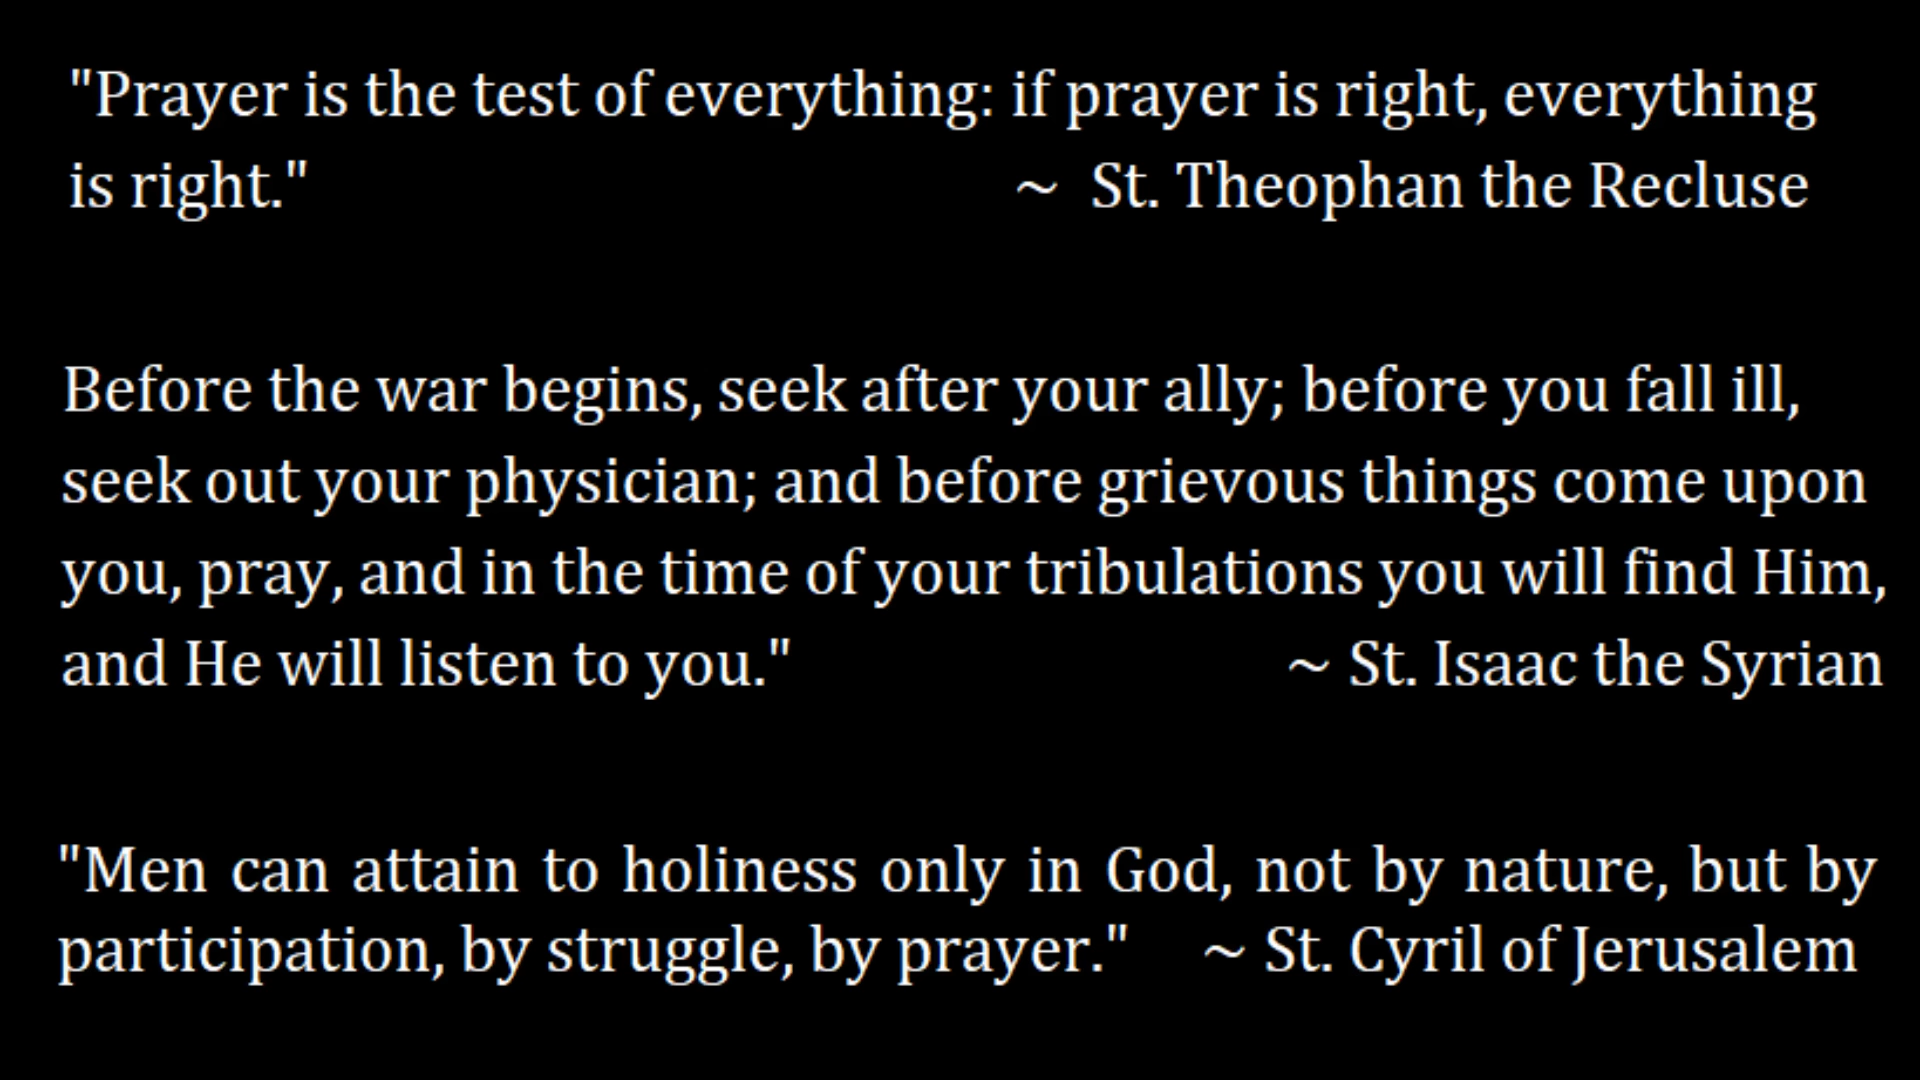 "Prayer is the test of everything: if prayer is right, everything
is right." ~ St. Theophan the Recluse
Before the war begins, seek after your ally; before you fall ill,
seek out your physician; and before grievous things come upon
you, pray, and in the time of your tribulations you will find Him,
and He will listen to you." ~ St. Isaac the Syrian
"Men can attain to holiness only in God, not by nature, but by
participation, by struggle, by prayer." ~ St. Cyril of Jerusalem